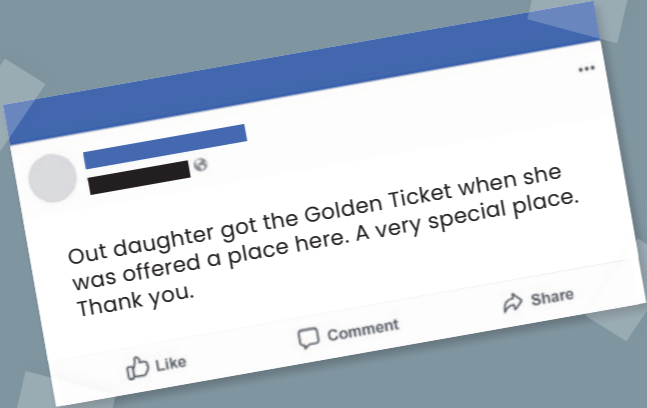 Out daughter got the Golden Ticket when she
was offered a place here. A very special place.
Thank you.
Like
Comment
Share